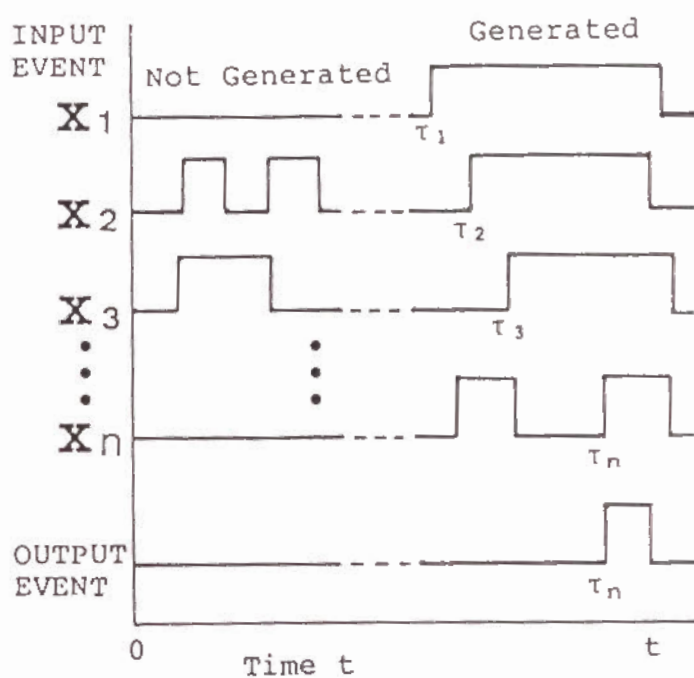 INPUT
EVENT
Generated
Not Generated
X1
τ1
X2
τ2
X3
τ3
Xn
τn
OUTPUT
EVENT
τn
0
t
Time t